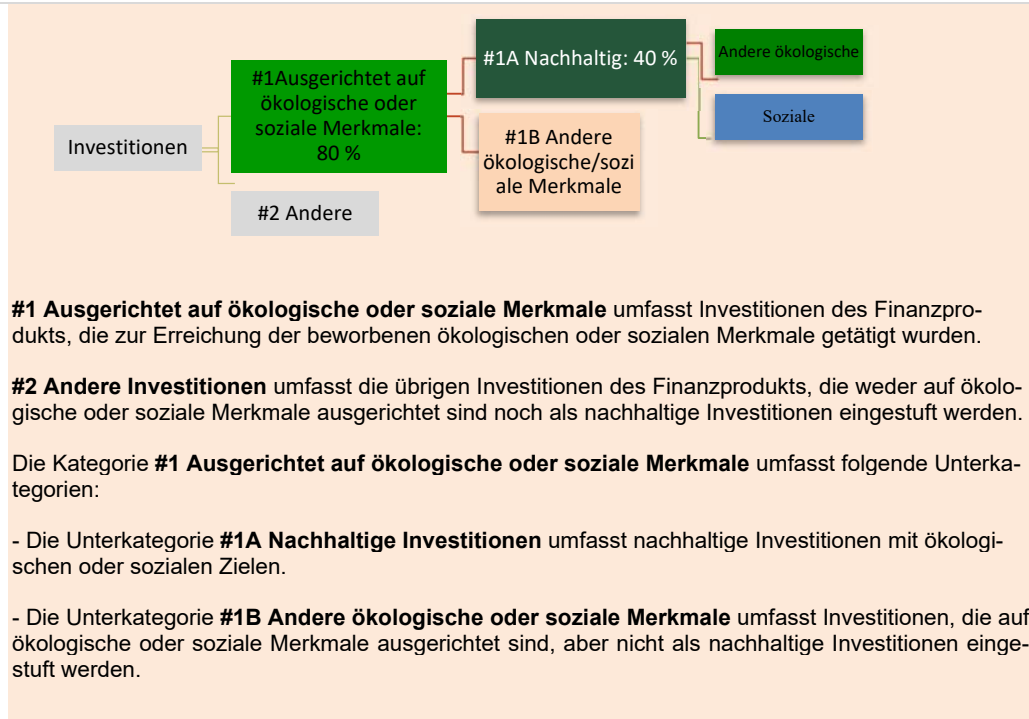 #1A Nachhaltig: 40 %
Andere ökologische
#1Ausgerichtet auf
ökologische oder
soziale Merkmale:
80 %
Soziale
Investitionen
#1B Andere
ökologische/sozi
ale Merkmale
#2 Andere
#1 Ausgerichtet auf ökologische oder soziale Merkmale umfasst Investitionen des Finanzpro-
dukts, die zur Erreichung der beworbenen ökologischen oder sozialen Merkmale getätigt wurden.
#2 Andere Investitionen umfasst die übrigen Investitionen des Finanzprodukts, die weder auf ökolo-
gische oder soziale Merkmale ausgerichtet sind noch als nachhaltige Investitionen eingestuft werden.
Die Kategorie #1 Ausgerichtet auf ökologische oder soziale Merkmale umfasst folgende Unterka-
tegorien:
- Die Unterkategorie #1A Nachhaltige Investitionen umfasst nachhaltige Investitionen mit ökologi-
schen oder sozialen Zielen.
- Die Unterkategorie #1B Andere ökologische oder soziale Merkmale umfasst Investitionen, die auf
ökologische oder soziale Merkmale ausgerichtet sind, aber nicht als nachhaltige Investitionen einge-
stuft werden.